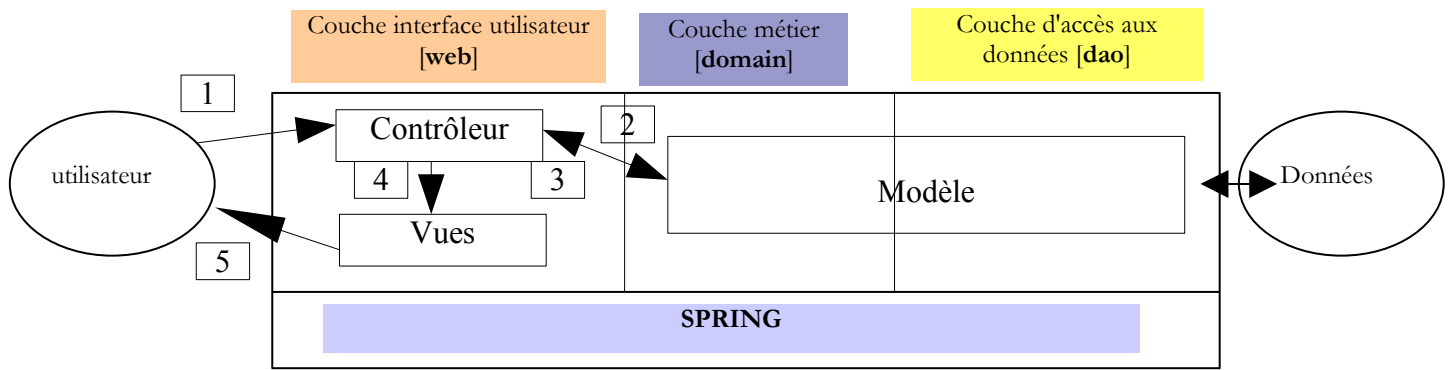 Couche interface utilisateur
[web]
Couche métier
[domain]
Couche d'accès aux
données [dao]
1
Contrôleur
2
utilisateur
4
3
Modèle
Données
Vues
5
SPRING